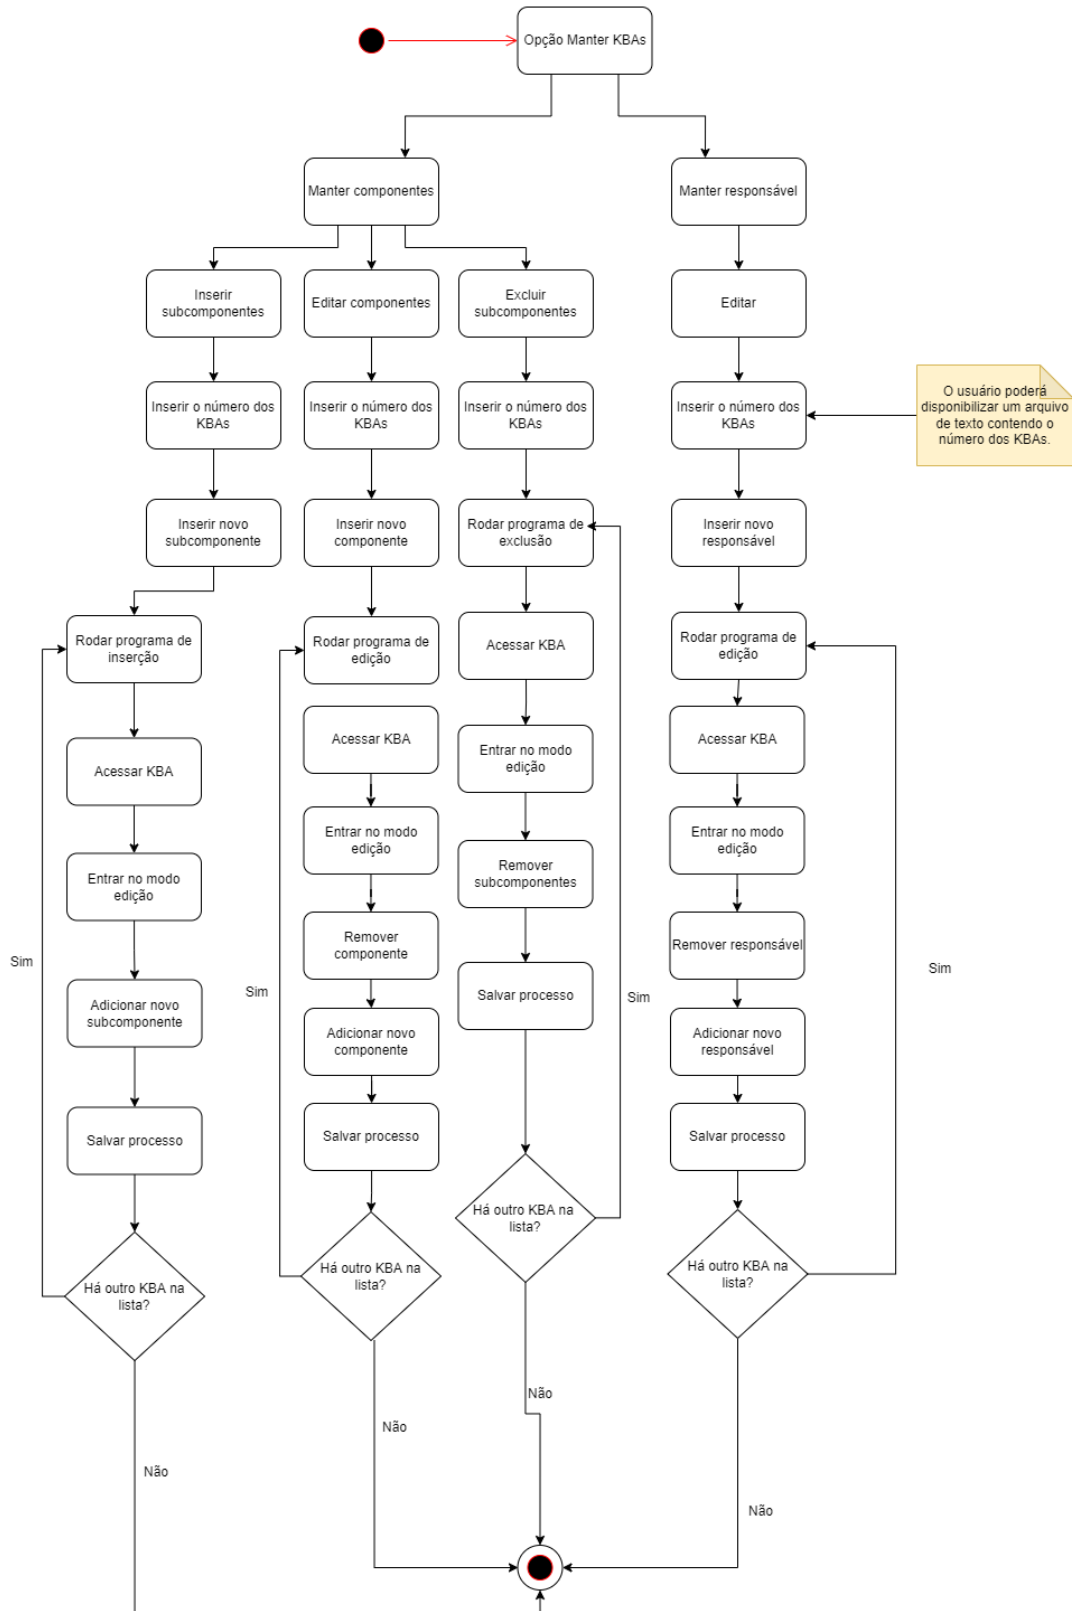 Opção Manter KBAs
Manter componentes
Manter responsável
Inserir
subcomponentes
Editar componentes
Excluir
subcomponentes
Editar
Inserir o número dos
KBAs
Inserir o número dos
KBAs
Inserir o número dos
KBAs
Inserir o número dos
KBAs
O usuário poderá
disponibilizar um arquivo
de texto contendo o
número dos KBAs.
Inserir novo
subcomponente
Inserir novo
componente
Rodar programa de
exclusão
Inserir novo
responsável
Rodar programa de
inserção
Rodar programa de
edição
Acessar KBA
Rodar programa de
edição
Acessar KBA
Acessar KBA
Entrar no modo
edição
Acessar KBA
Entrar no modo
edição
Entrar no modo
edição
Remover
subcomponentes
Entrar no modo
edição
Sim
Adicionar novo
subcomponente
Sim
Remover
componente
Salvar processo
Sim
Remover responsável
Sim
Adicionar novo
componente
Adicionar novo
responsável
Salvar processo
Salvar processo
Salvar processo
Há outro KBA na
lista?
Há outro KBA na
lista?
Há outro KBA na
lista?
Há outro KBA na
lista?
Não
Não
Não
Não